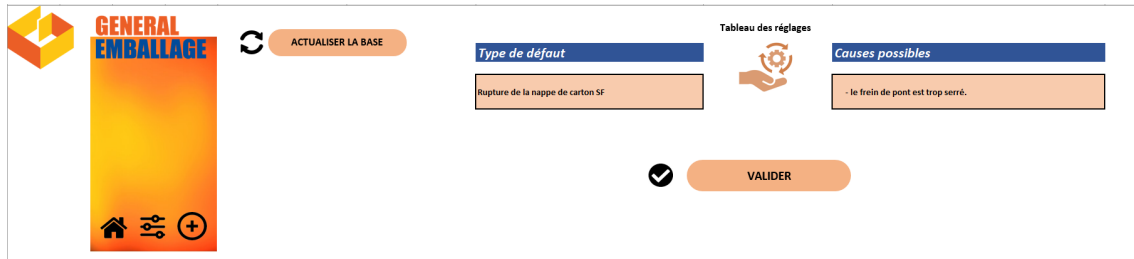 GENERAL
EMBALLAGE
ACTUALISER LA BASE
Tableau des réglages
Type de défaut
Causes possibles
Rupture de la nappe de carton SF
- le frein de pont est trop serré.
VALIDER